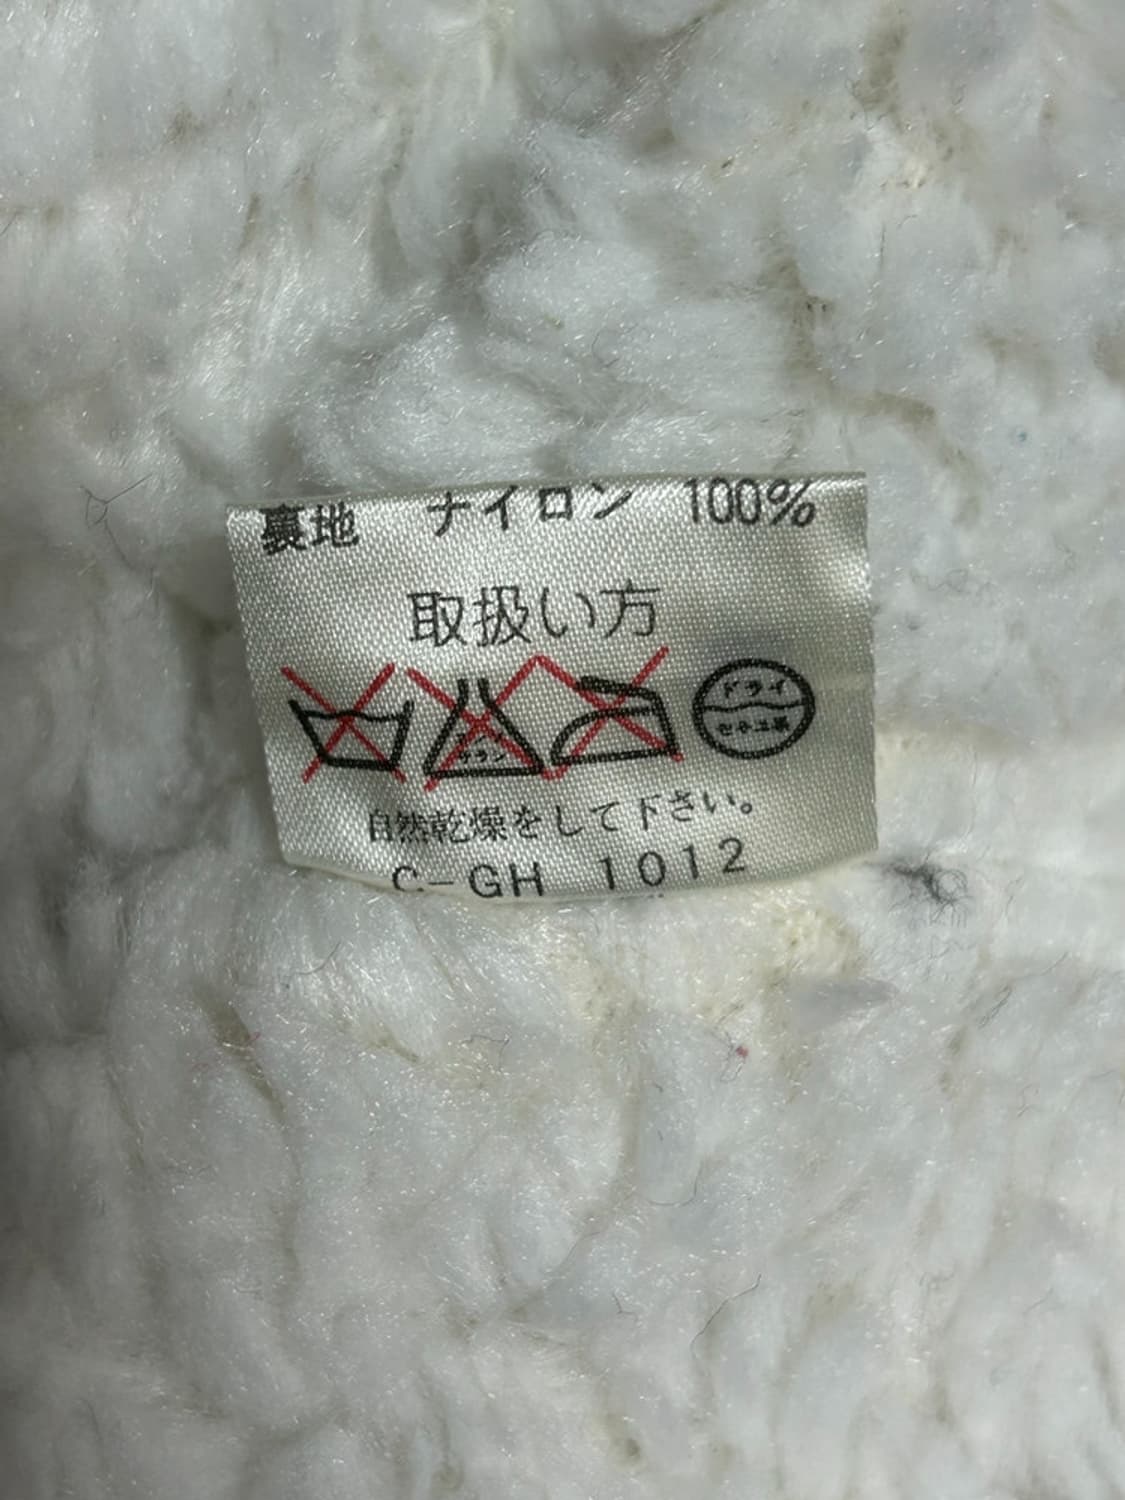 裏地 ナイロン 100%
取扱い方
ドライ
セキユ系
自然乾燥をして下さい。
C-GH 1012